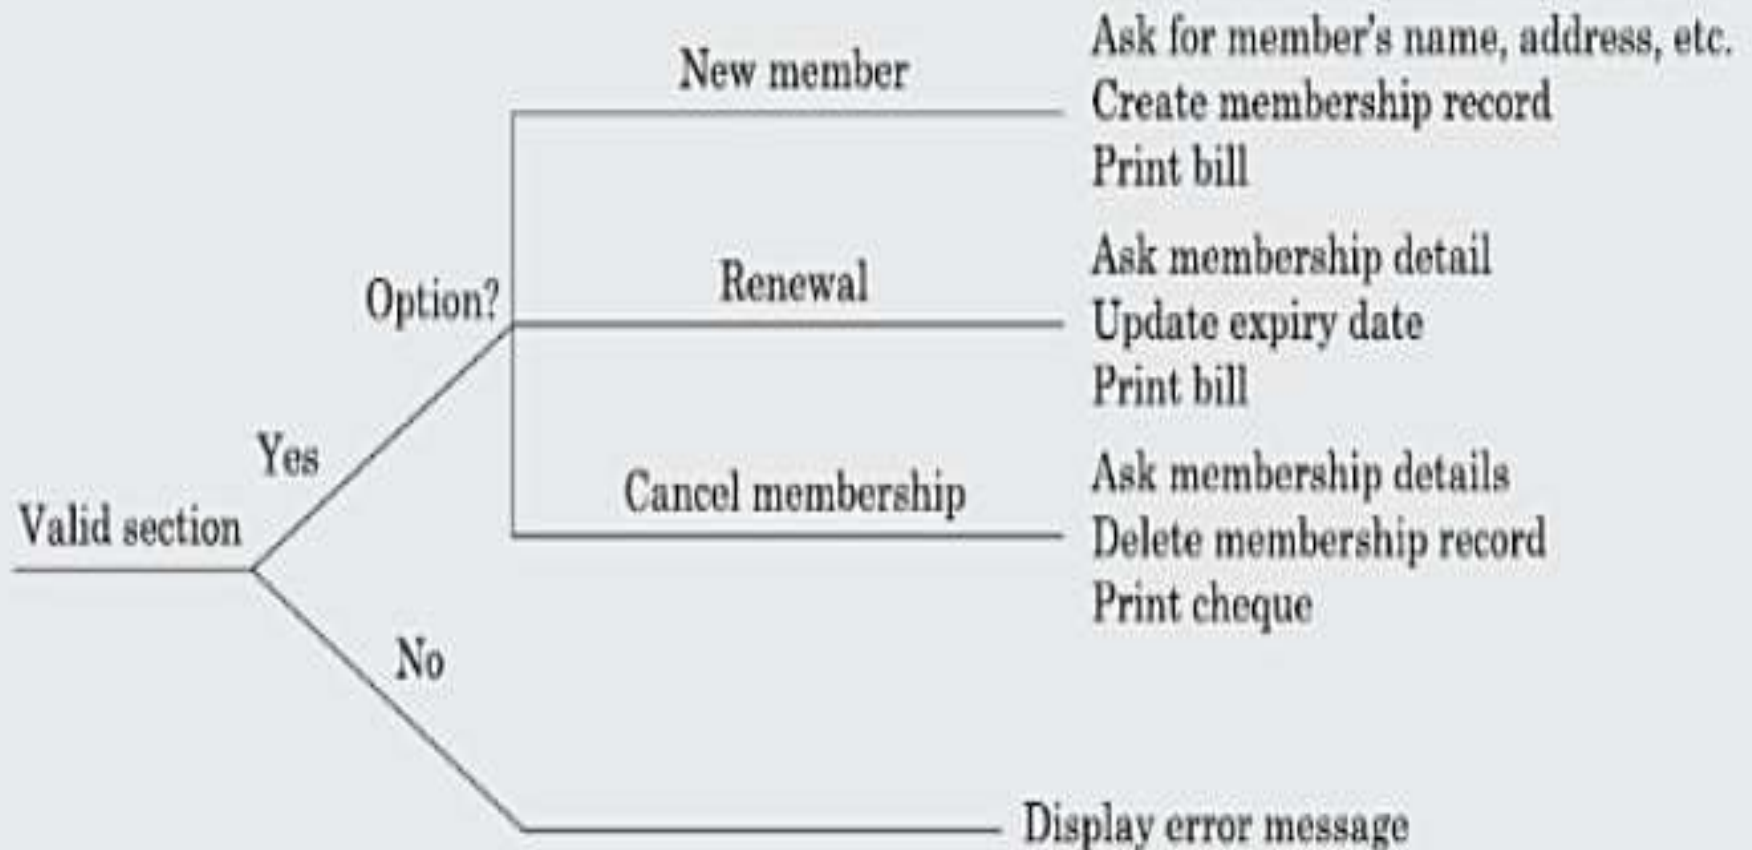 New member
Ask for member's name, address, etc.
Create membership record
Print bill
Option?
Renewal
Ask membership detail
Update expiry date
Print bill
Yes
Valid section
Cancel membership
Ask membership details
Delete membership record
Print cheque
No
Display error message